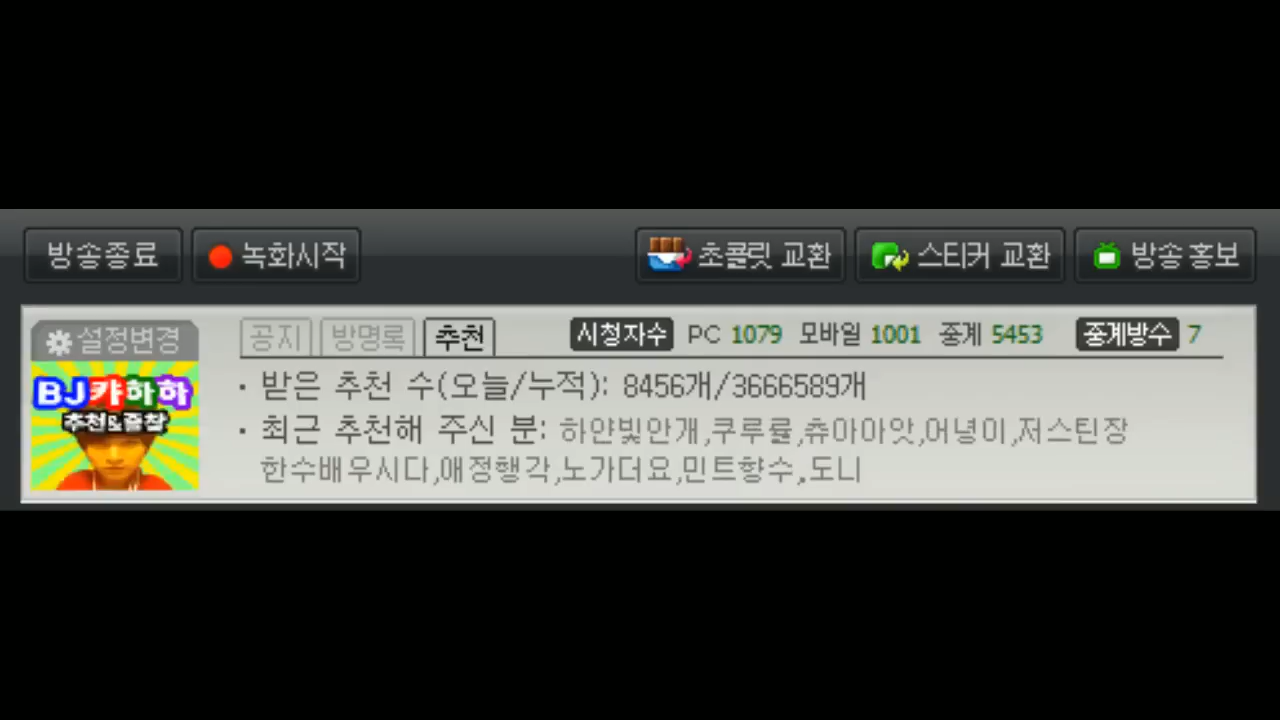 방송종료 녹화시작 초콜릿 교환 스티커 교환 방송홍보
설정변경 공지 방명록 추천 시청자수 PC 1079 모바일 1001 중계 5453 중계방수 7
BJ캬하하
추천&즐찾
· 받은 추천 수(오늘/누적): 8456개/3666589개
· 최근 추천해 주신 분: 하얀빛안개,쿠루룰,츄아아앗,어녕이,저스틴장
한수배우시다,애정행각,노가더요,민트향수,도니